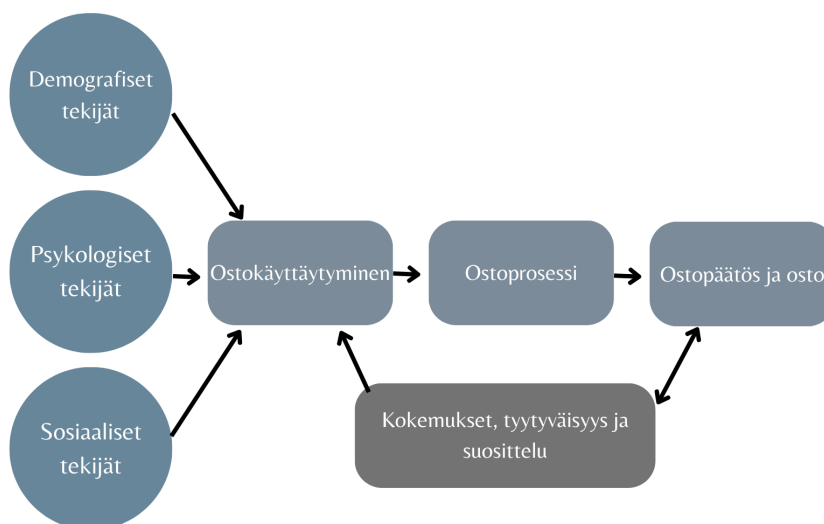 Demografiset
tekijät
Psykologiset
tekijät
Sosiaaliset
tekijät
Ostokäyttäytyminen
Ostoprosessi
Ostopäätös ja osto
Kokemukset, tyytyväisyys ja
suosittelu